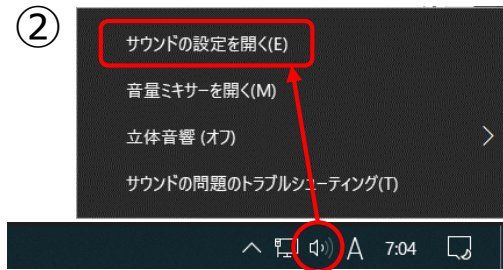 ②
サウンドの設定を開く(E)
音量ミキサーを開く(M)
立体音響 (オフ)
サウンドの問題のトラブルシューティング(T)
A 7:04